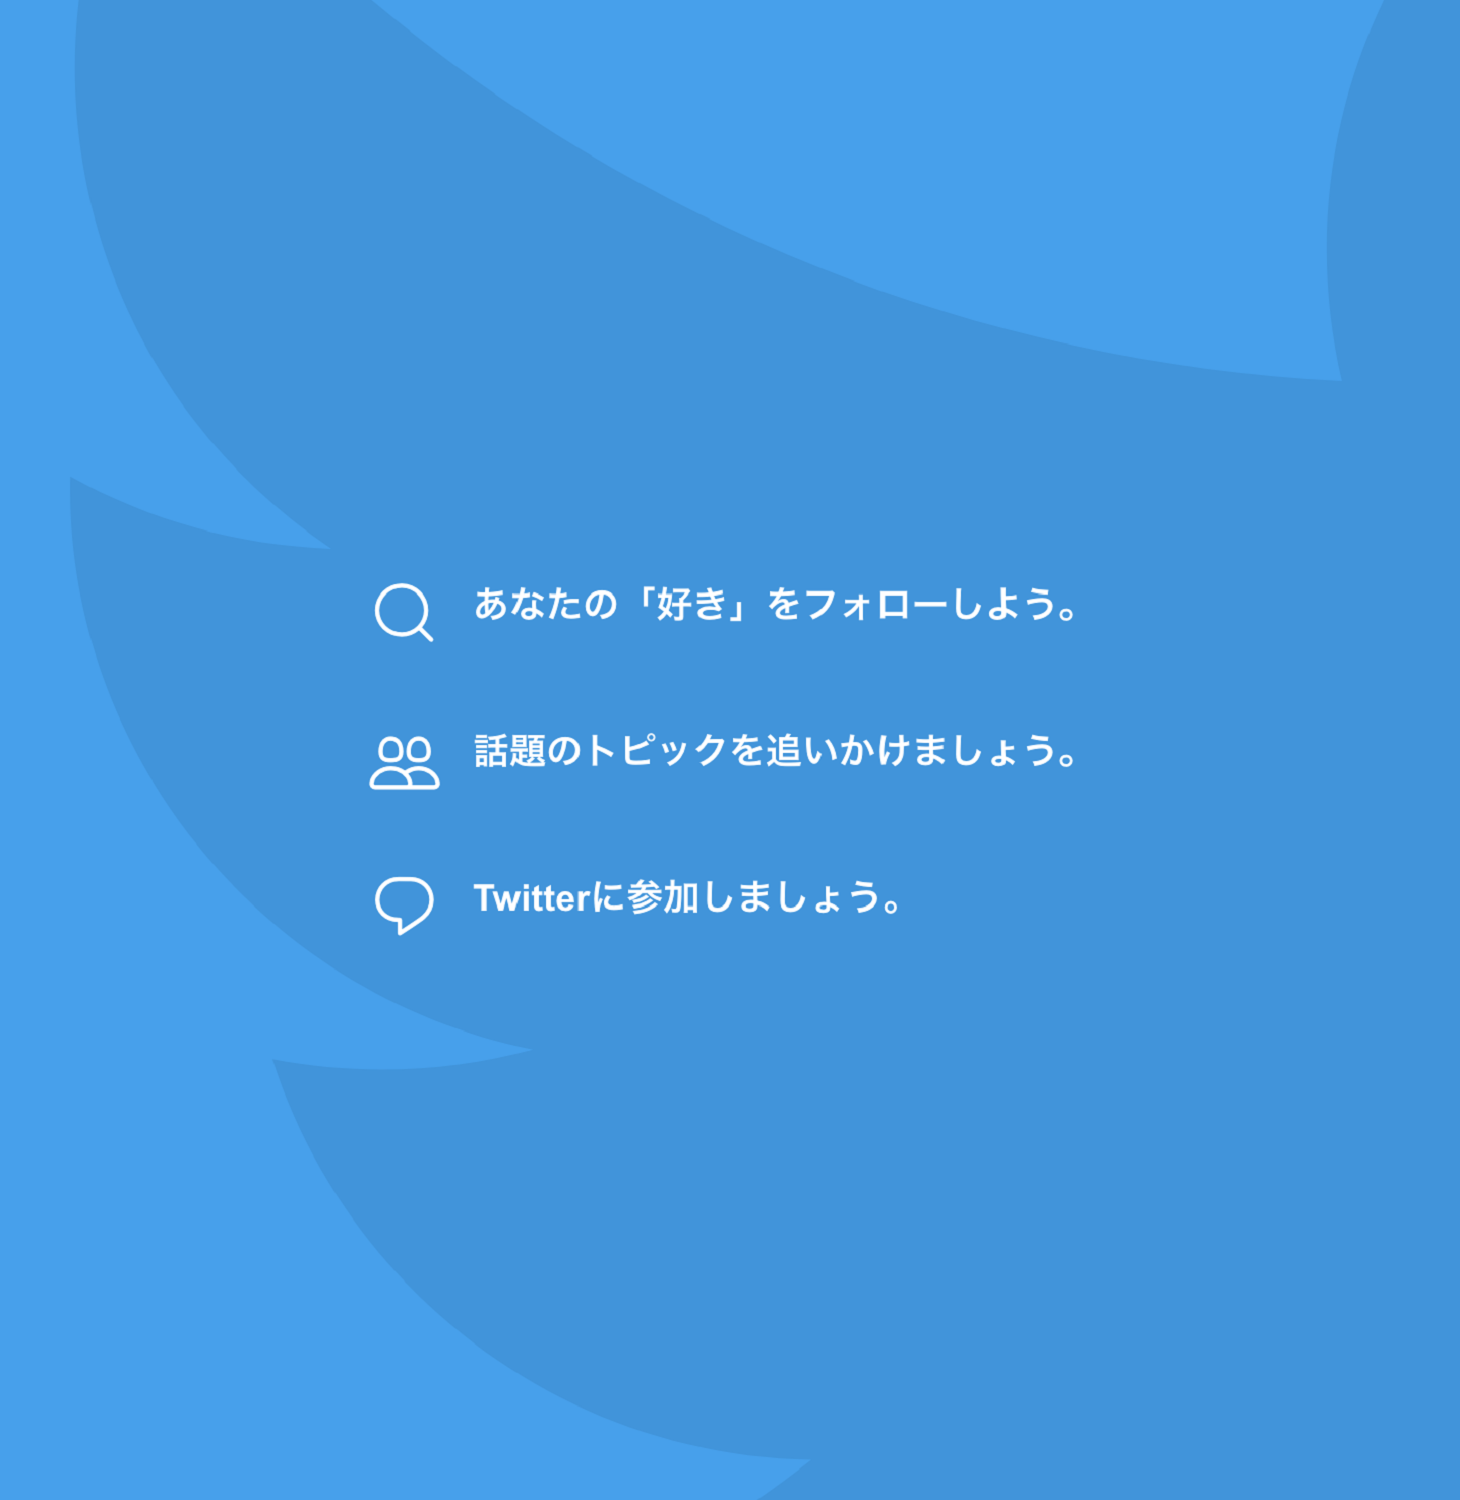 あなたの「好き」をフォローしよう。
話題のトピックを追いかけましょう。
Twitterに参加しましょう。